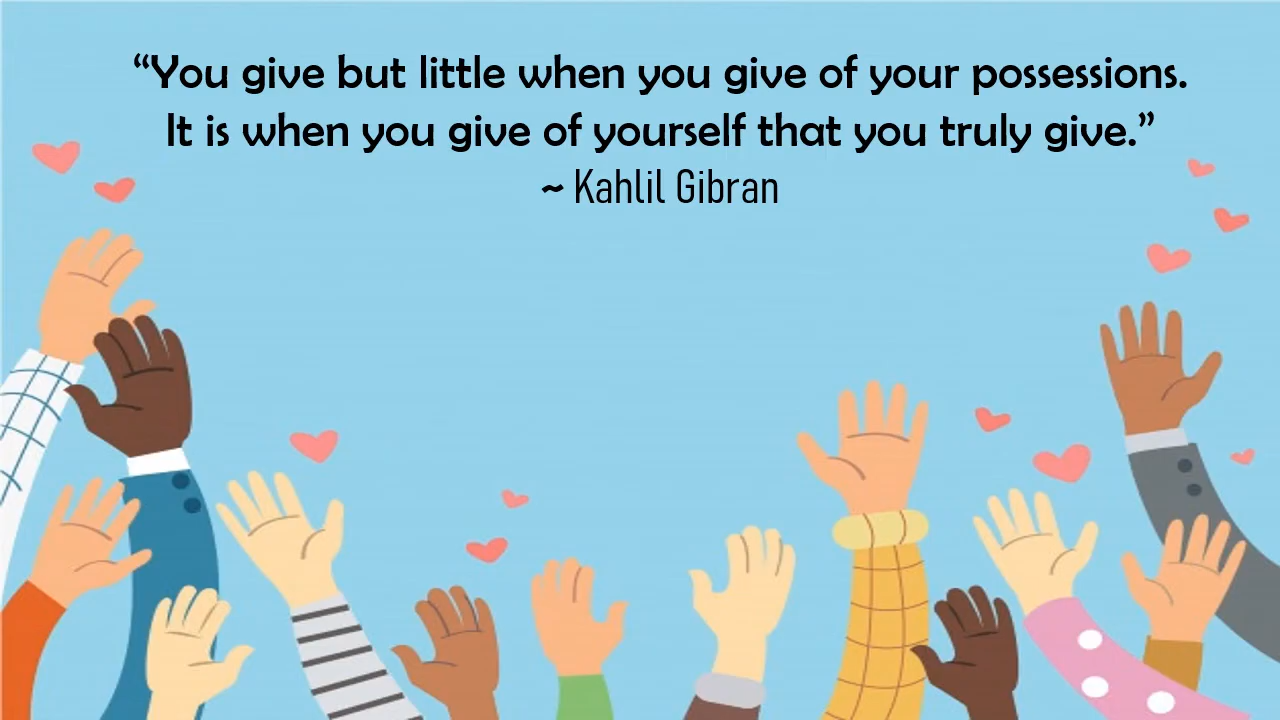 “You give but little when you give of your possessions.
It is when you give of yourself that you truly give.”
~ Kahlil Gibran